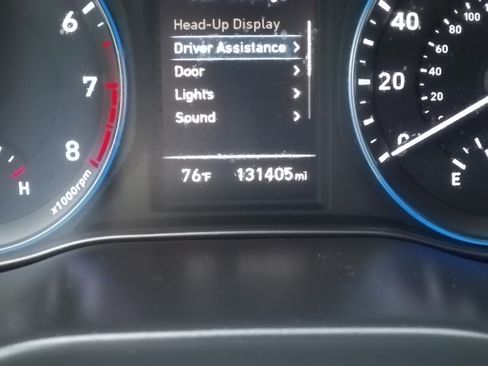 Head-Up Display
Driver Assistance >
Door >
Lights >
Sound >
76°F 131405 mi
6
7
8
H
x1000rpm
40
20
0
100
80
60
40
20
E